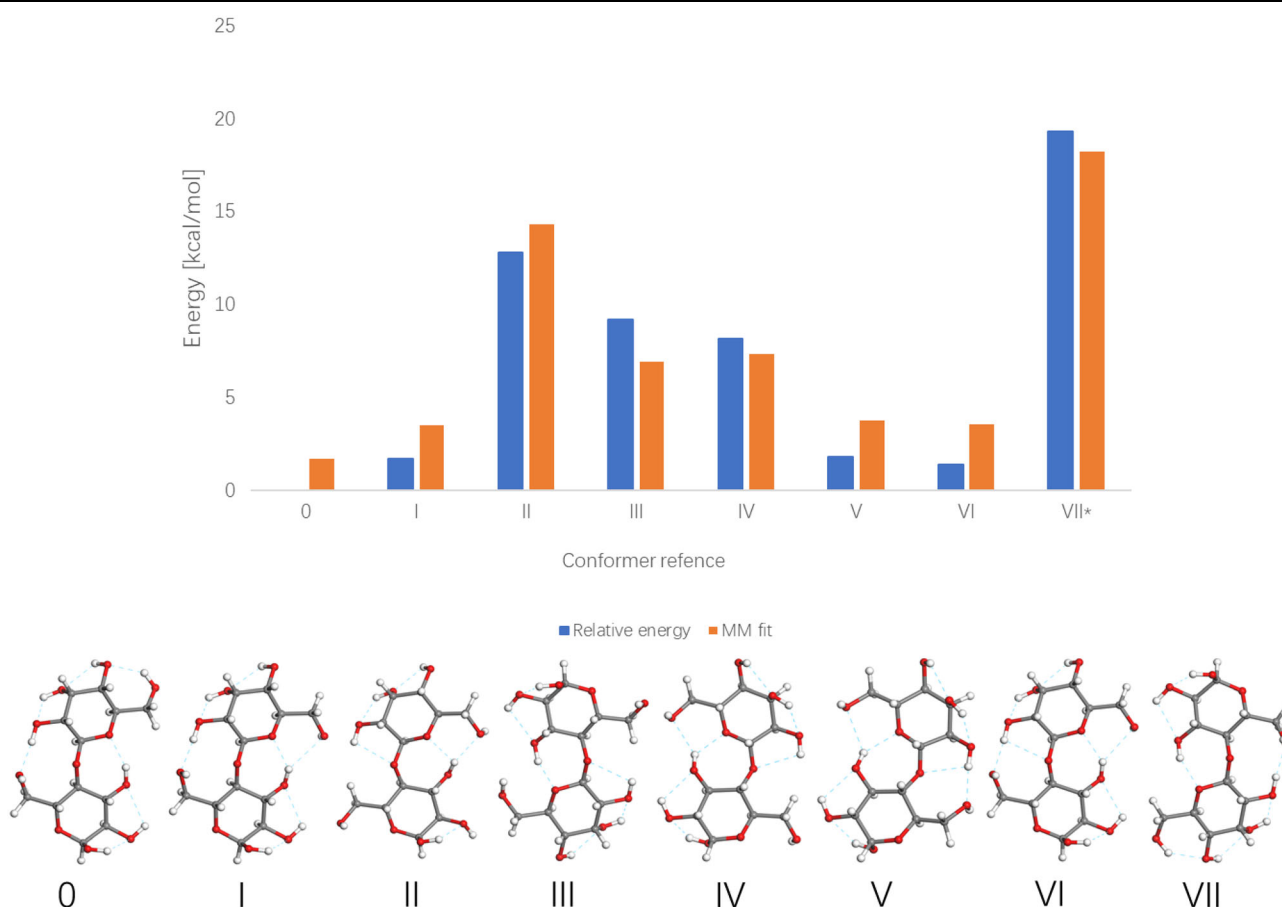 25
20
15
10
5
0
Energy [kcal/mol]
0 I II III IV V VI VII*
Conformer refence
Relative energy MM fit
0 I II III IV V VI VII